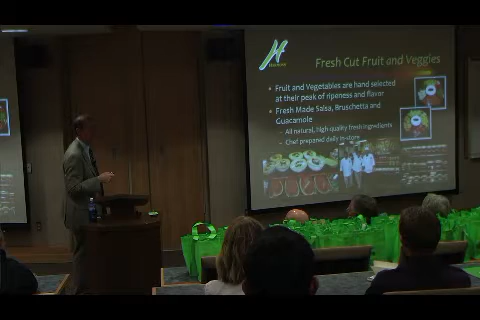 Fresh Cut Fruit and Veggies
Fruit and Vegetables are hand selected
at their peak of ripeness and flavor
Fresh Made Salsa, Bruschetta and
Guacamole
– All natural, high quality fresh ingredients
– Chef prepared daily in-store